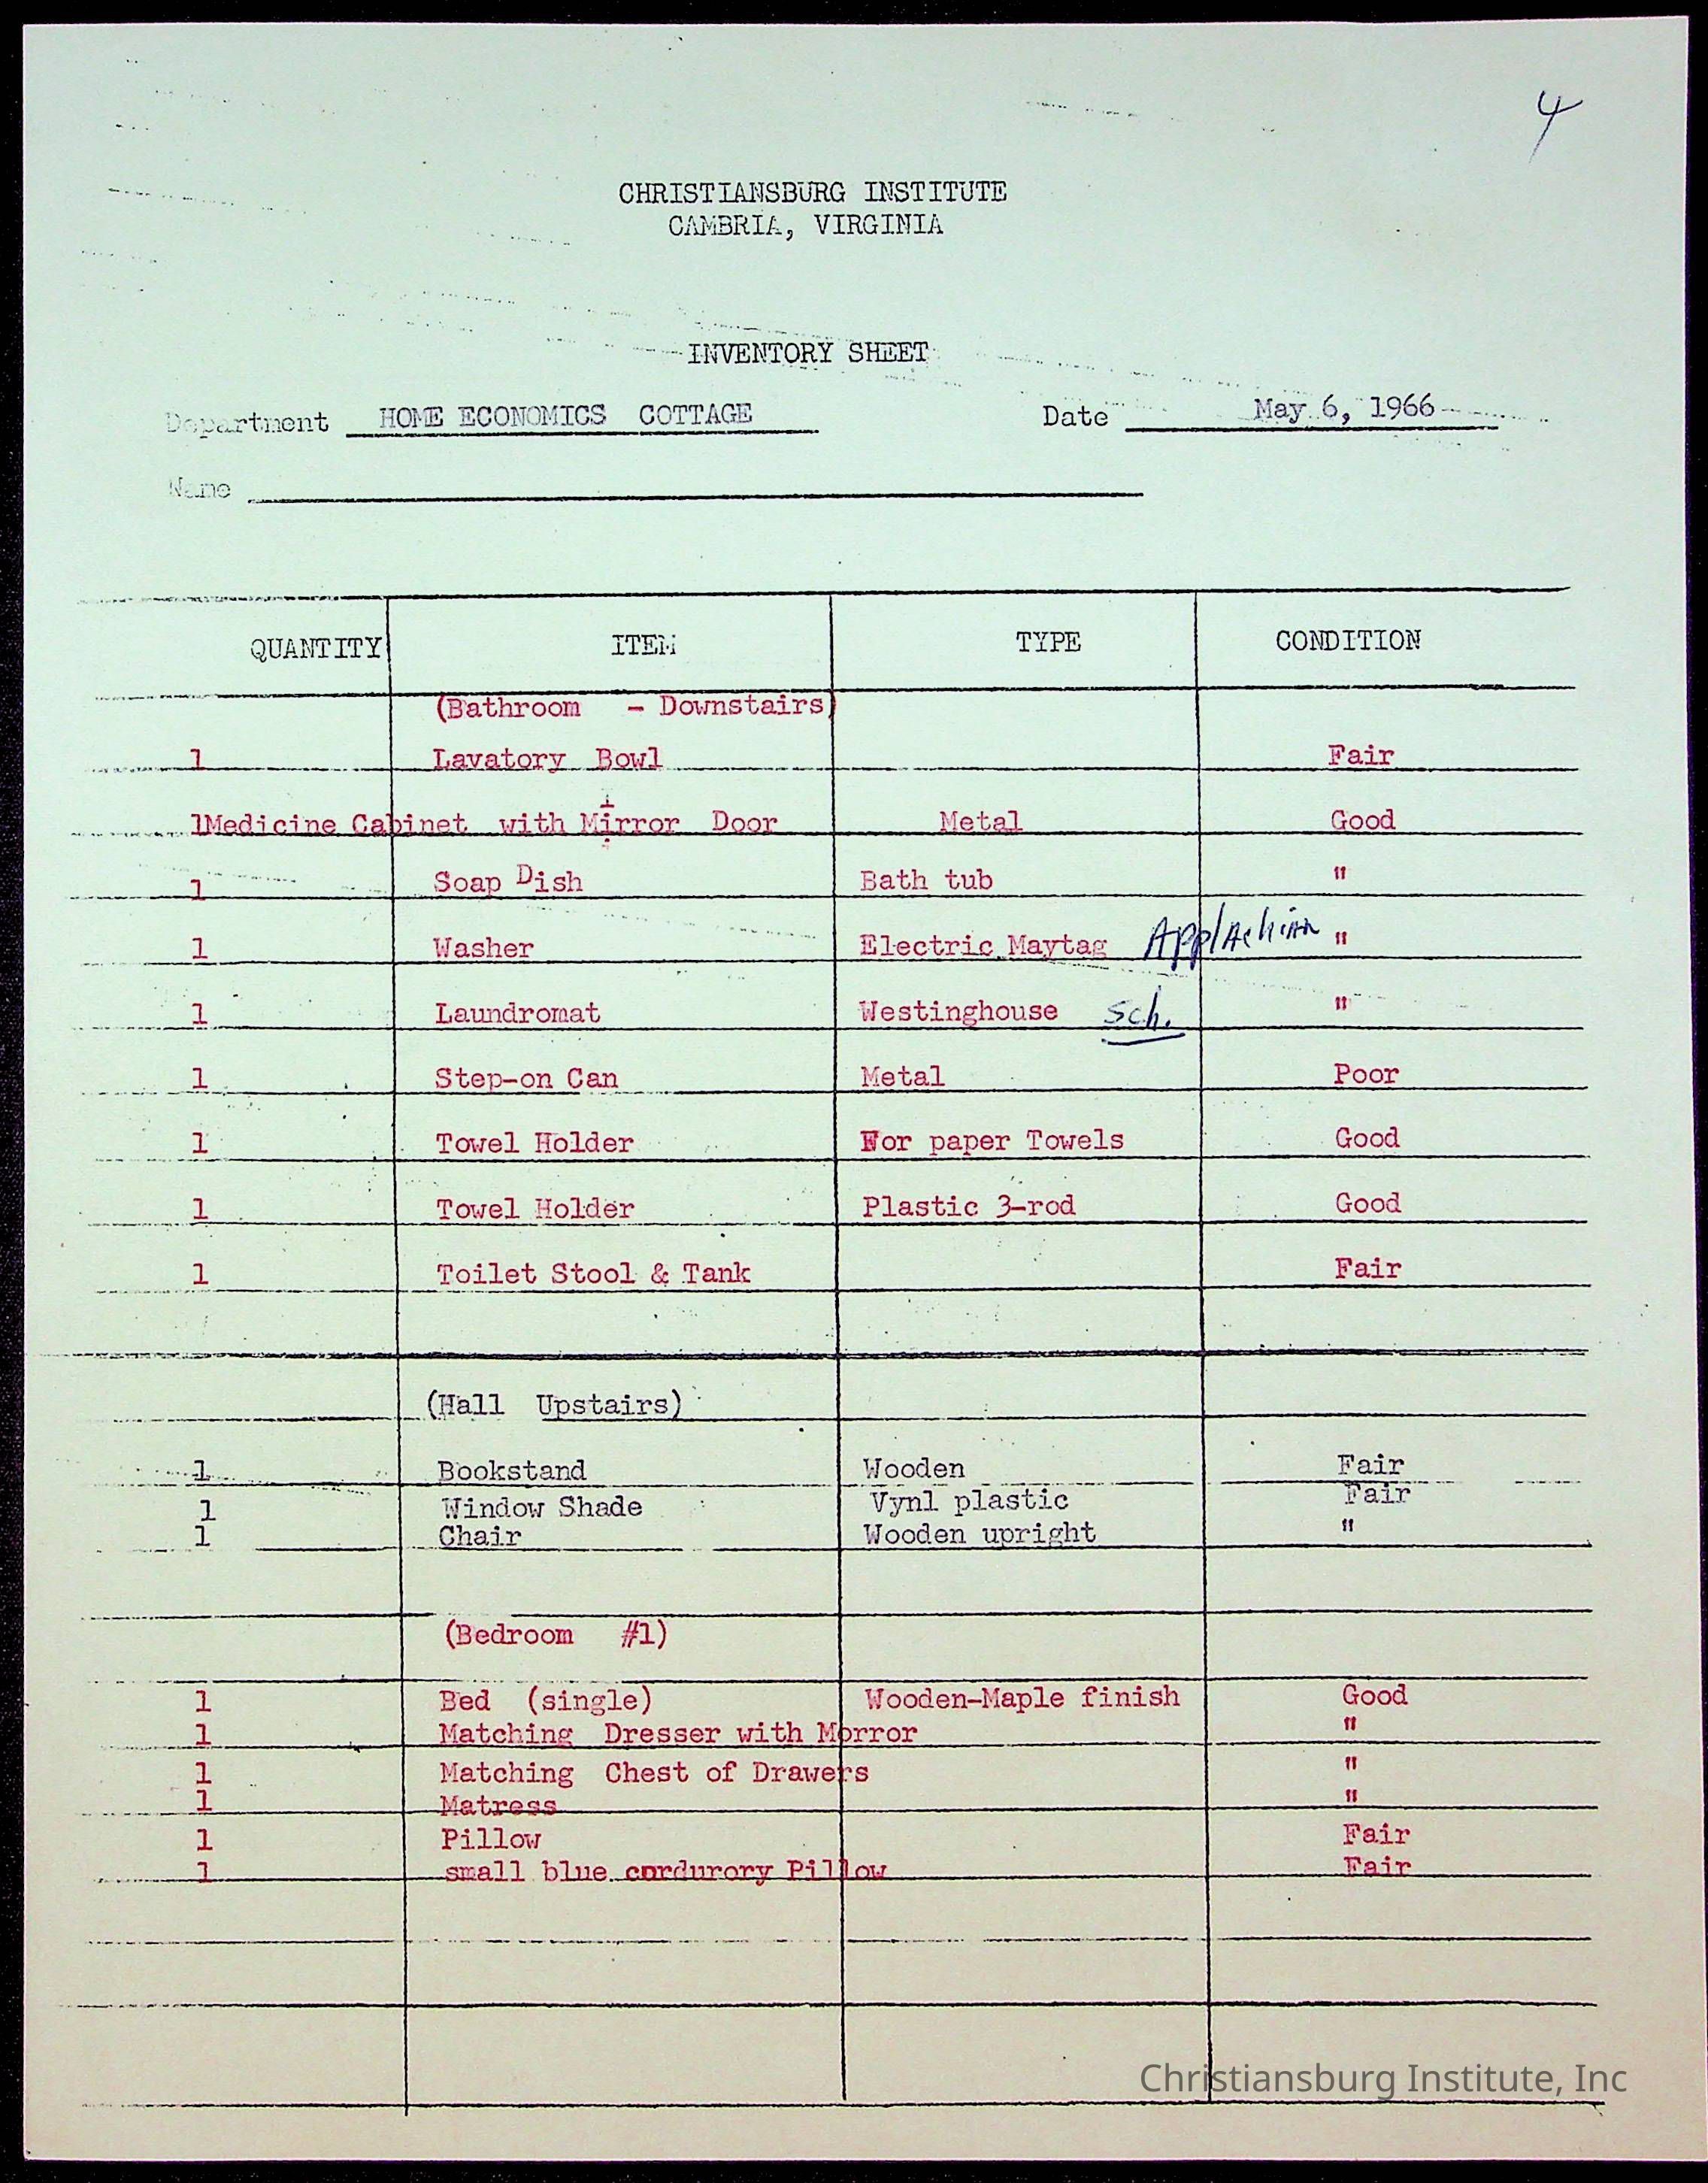 4
CHRISTIANSBURG INSTITUTE
CAMBRIA, VIRGINIA
INVENTORY SHEET
Department HOME ECONOMICS COTTAGE Date May 6, 1966
Name
QUANTITY ITEM TYPE CONDITION
(Bathroom - Downstairs)
1 Lavatory Bowl Fair
1Medicine Cabinet with Mirror Door Metal Good
1 Soap Dish Bath tub "
1 Washer Electric Maytag Applachian "
1 Laundromat Westinghouse Sch. "
1 Step-on Can Metal Poor
1 Towel Holder For paper Towels Good
1 Towel Holder Plastic 3-rod Good
1 Toilet Stool & Tank Fair
(Hall Upstairs)
1 Bookstand Wooden Fair
1 Window Shade Vynl plastic Fair
1 Chair Wooden upright "
(Bedroom #1)
1 Bed (single) Wooden-Maple finish Good
1 Matching Dresser with Morror "
1 Matching Chest of Drawers "
1 Matress "
1 Pillow Fair
1 small blue cordurory Pillow Fair
Christiansburg Institute, Inc